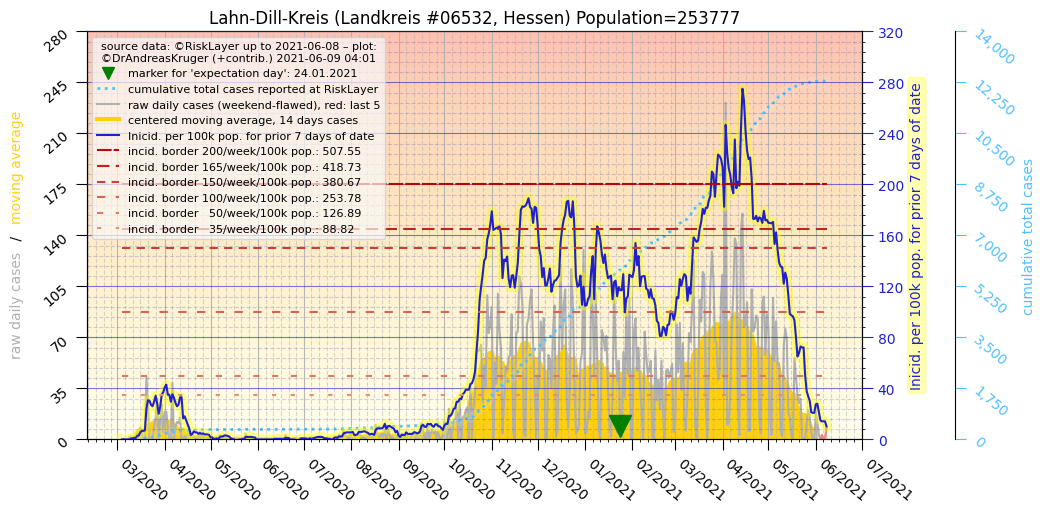 Lahn-Dill-Kreis (Landkreis #06532, Hessen) Population=253777
source data: ©RiskLayer up to 2021-06-08 – plot:
©DrAndreasKruger (+contrib.) 2021-06-09 04:01
marker for 'expectation day': 24.01.2021
cumulative total cases reported at RiskLayer
raw daily cases (weekend-flawed), red: last 5
centered moving average, 14 days cases
Inicid. per 100k pop. for prior 7 days of date
incid. border 200/week/100k pop.: 507.55
incid. border 165/week/100k pop.: 418.73
incid. border 150/week/100k pop.: 380.67
incid. border 100/week/100k pop.: 253.78
incid. border   50/week/100k pop.: 126.89
incid. border   35/week/100k pop.: 88.82
raw daily cases / moving average
280
245
210
175
140
105
70
35
0
320
280
240
200
160
120
80
40
0
Inicid. per 100k pop. for prior 7 days of date
14,000
12,250
10,500
8,750
7,000
5,250
3,500
1,750
0
cumulative total cases
03/2020
04/2020
05/2020
06/2020
07/2020
08/2020
09/2020
10/2020
11/2020
12/2020
01/2021
02/2021
03/2021
04/2021
05/2021
06/2021
07/2021